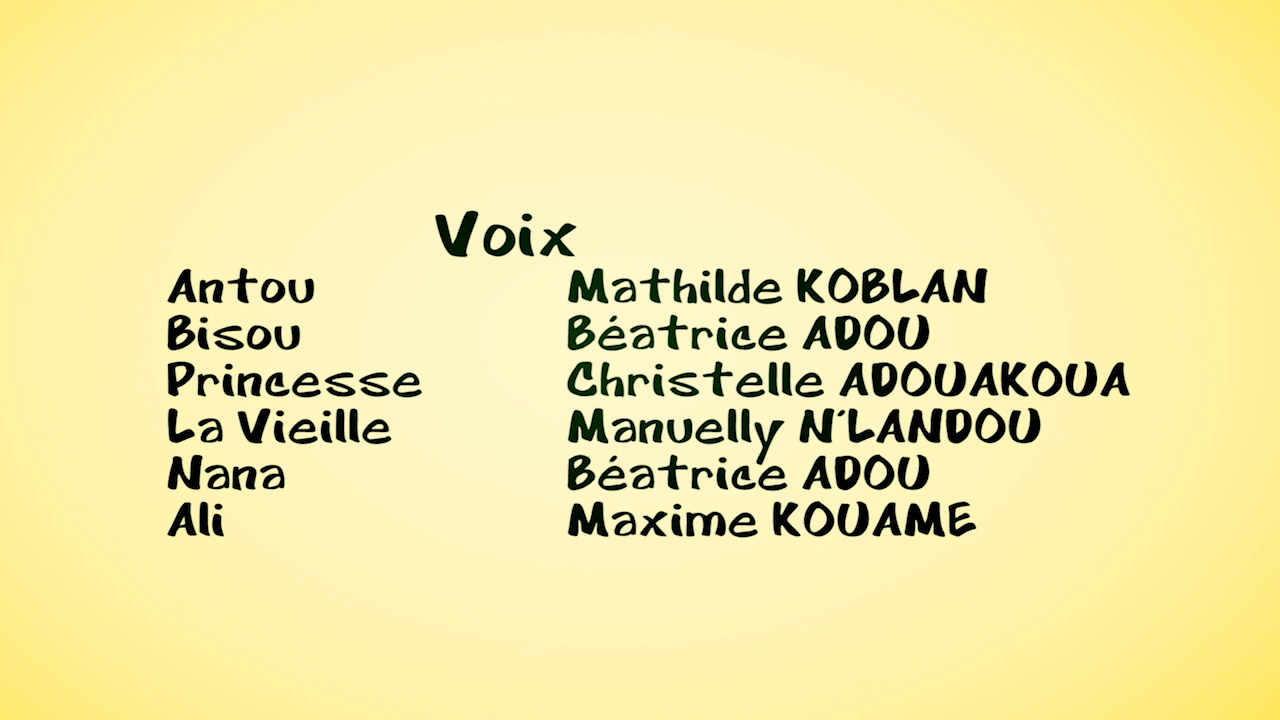 Voix
Antou Mathilde KOBLAN
Bisou Béatrice ADOU
Princesse Christelle ADOUAKOUA
La Vieille Manuelly N'LANDOU
Nana Béatrice ADOU
Ali Maxime KOUAME